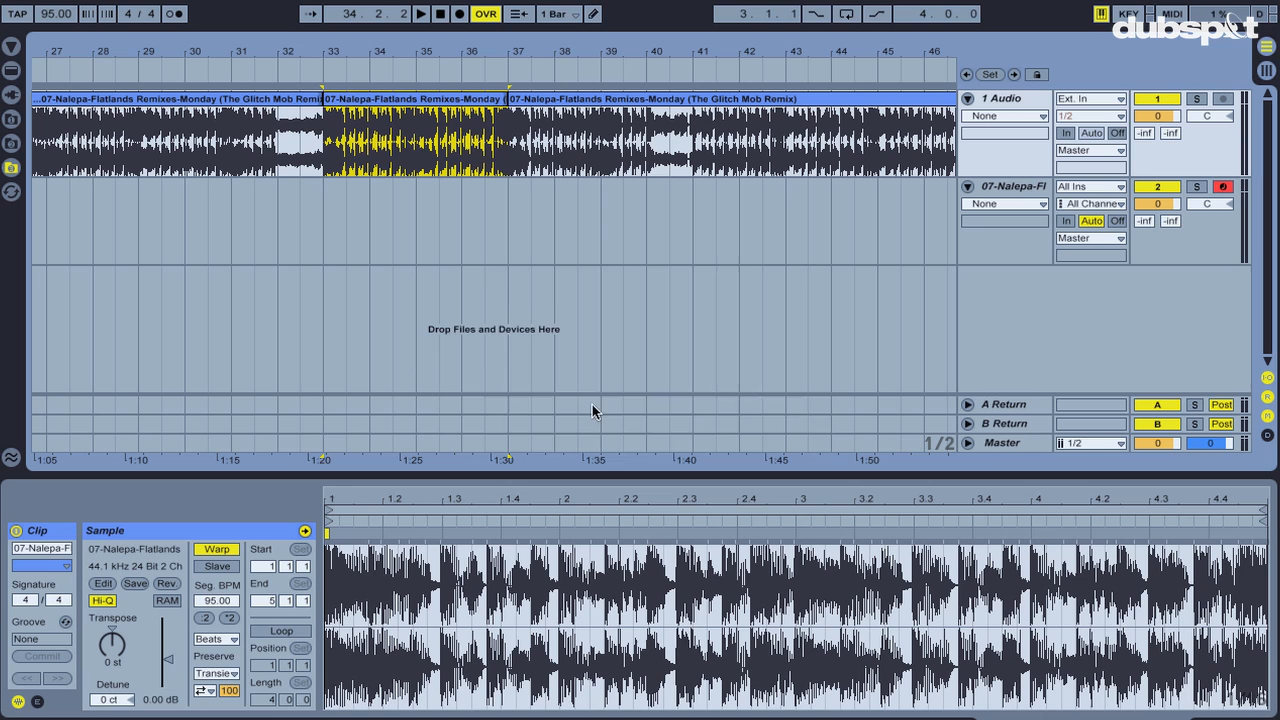 TAP 95.00 4 / 4 34. 2. 2 OVR 1 Bar 3. 1. 1 4. 0. 0 KEY MIDI 1 % D
dubspot
27 28 29 30 31 32 33 34 35 36 37 38 39 40 41 42 43 44 45 46
Set
...07-Nalepa-Flatlands Remixes-Monday (The Glitch Mob Remi 07-Nalepa-Flatlands Remixes-Monday ( 07-Nalepa-Flatlands Remixes-Monday (The Glitch Mob Remix)
1 Audio Ext. In 1 S
None 1/2 0 C
In Auto Off -inf -inf
Master
07-Nalepa-Fl All Ins 2 S
None All Channe 0 C
In Auto Off -inf -inf
Master
Drop Files and Devices Here
I-O
R
M
D
A Return A S Post
B Return B S Post
1/2 Master 1/2 0 0
1:05 1:10 1:15 1:20 1:25 1:30 1:35 1:40 1:45 1:50
1 1.2 1.3 1.4 2 2.2 2.3 2.4 3 3.2 3.3 3.4 4 4.2 4.3 4.4
Clip Sample
07-Nalepa-F 07-Nalepa-Flatlands Warp Start Set
44.1 kHz 24 Bit 2 Ch Slave 1 1 1
Signature Edit Save Rev. Seg. BPM End Set
4 / 4 Hi-Q RAM 95.00 5 1 1
Groove Transpose :2 *2
None Beats Loop
Commit 0 st Preserve Position Set
<< >> Transie 1 1 1
Detune 100 Length Set
E 0 ct 0.00 dB 4 0 0